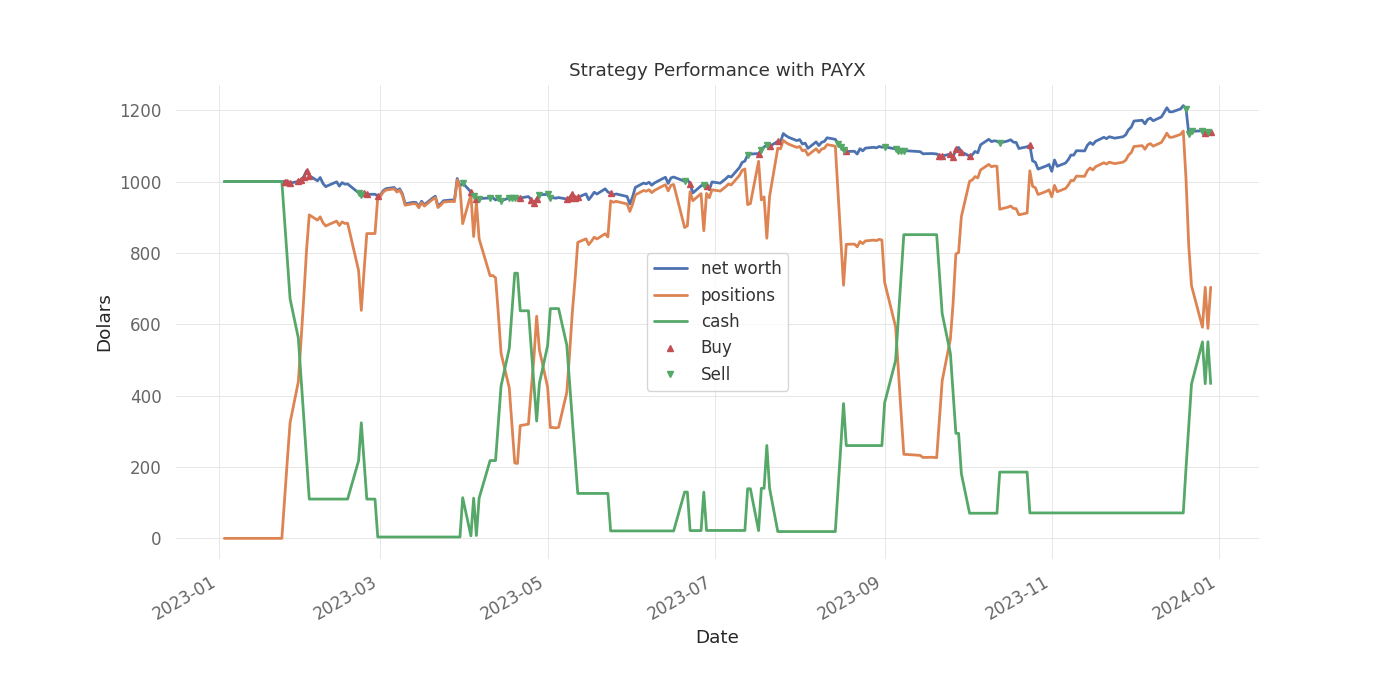 Strategy Performance with PAYX
1200
1000
800
600
400
200
0
Dolars
net worth
positions
cash
Buy
Sell
2023-01
2023-03
2023-05
2023-07
2023-09
2023-11
2024-01
Date